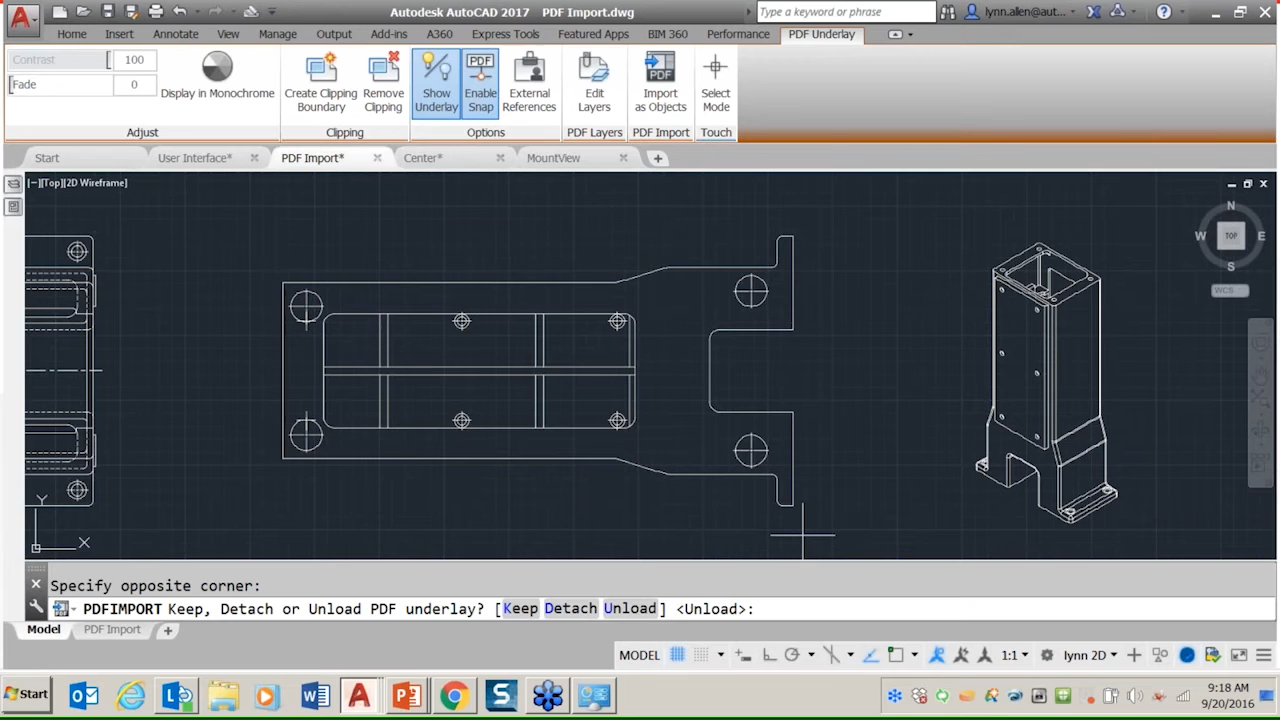 Autodesk AutoCAD 2017 PDF Import.dwg
Type a keyword or phrase
lynn.allen@aut...
Home Insert Annotate View Manage Output Add-ins A360 Express Tools Featured Apps BIM 360 Performance PDF Underlay
Contrast 100
Fade 0
Display in Monochrome
Create Clipping Boundary
Remove Clipping
Show Underlay
PDF
Enable Snap
External References
Edit Layers
PDF
Import as Objects
Select Mode
Adjust Clipping Options PDF Layers PDF Import Touch
Start User Interface* PDF Import* Center* MountView
[−][Top][2D Wireframe]
N
W TOP E
S
WCS
Y
X
Specify opposite corner:
PDFIMPORT Keep, Detach or Unload PDF underlay? [Keep Detach Unload] <Unload>:
Model PDF Import
MODEL 1:1 lynn 2D
Start
9:18 AM
9/20/2016